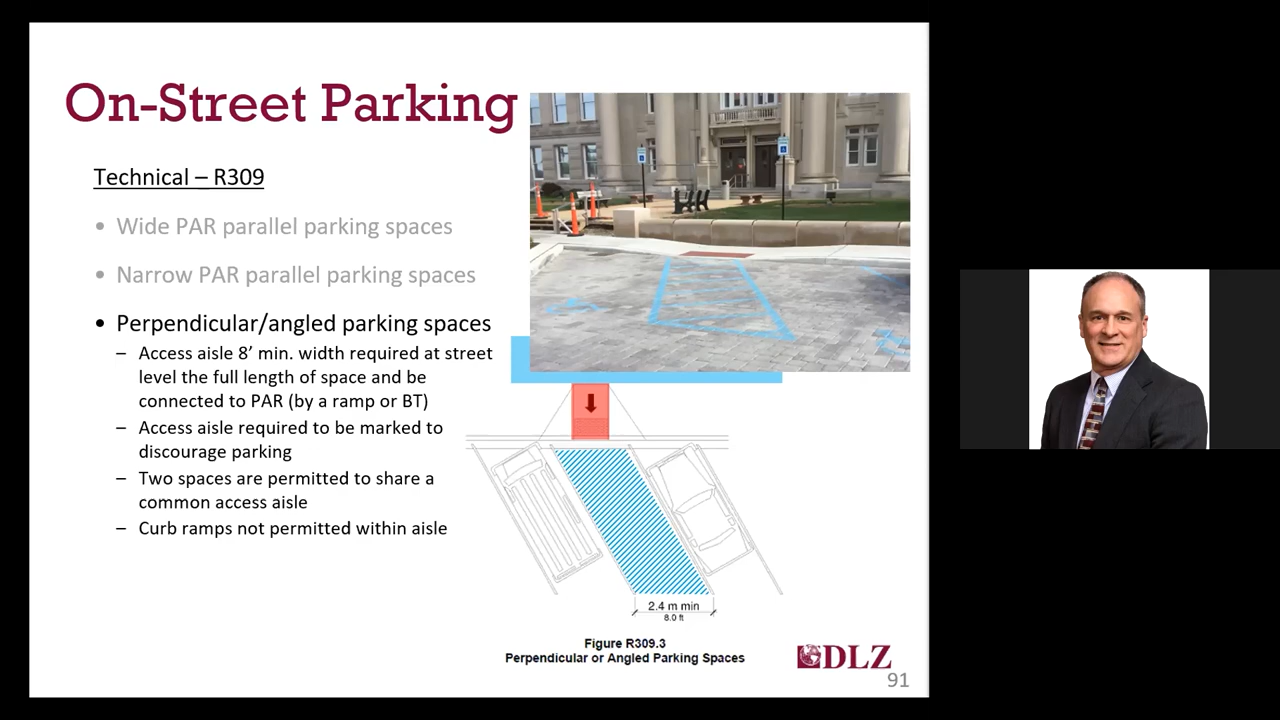 On-Street Parking
Technical – R309
• Wide PAR parallel parking spaces
• Narrow PAR parallel parking spaces
• Perpendicular/angled parking spaces
– Access aisle 8’ min. width required at street
level the full length of space and be
connected to PAR (by a ramp or BT)
– Access aisle required to be marked to
discourage parking
– Two spaces are permitted to share a
common access aisle
– Curb ramps not permitted within aisle
2.4 m min
8.0 ft
Figure R309.3
Perpendicular or Angled Parking Spaces
DLZ
91